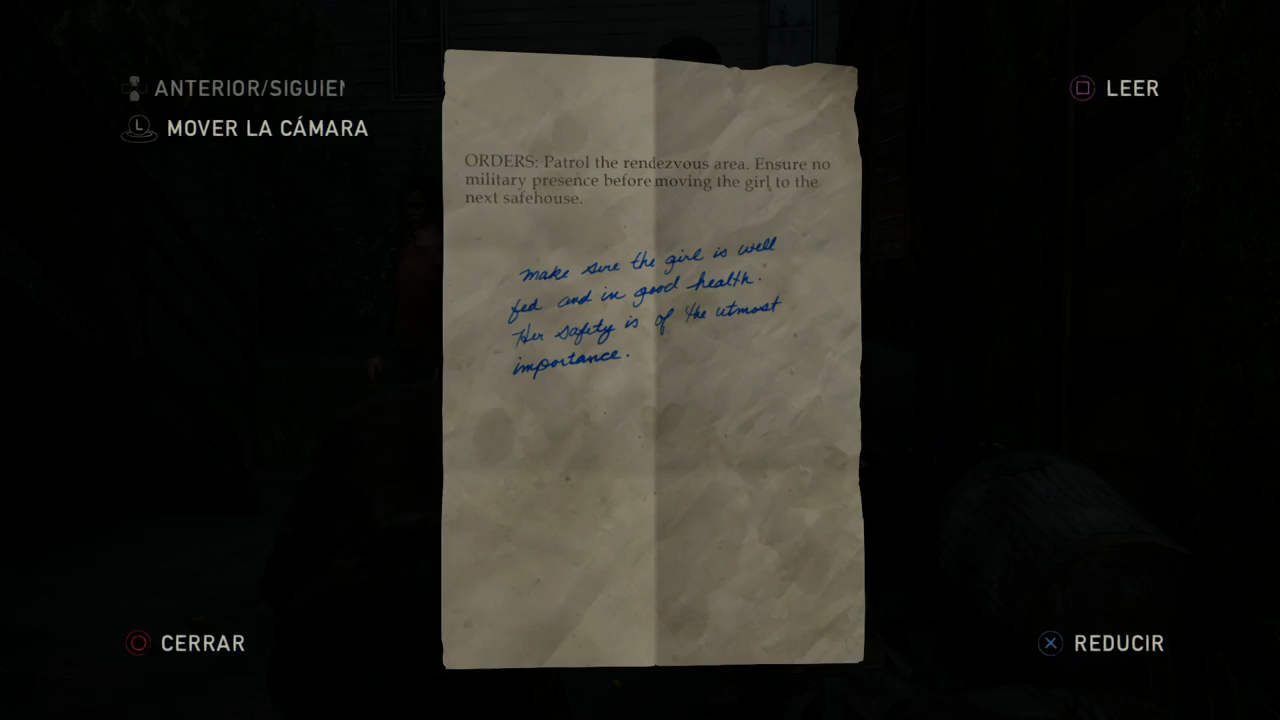 ANTERIOR/SIGUIEN
LEER
MOVER LA CÁMARA
ORDERS: Patrol the rendezvous area. Ensure no
military presence before moving the girl to the
next safehouse.
make sure the girl is well
fed and in good health.
Her safety is of the utmost
importance.
CERRAR
REDUCIR